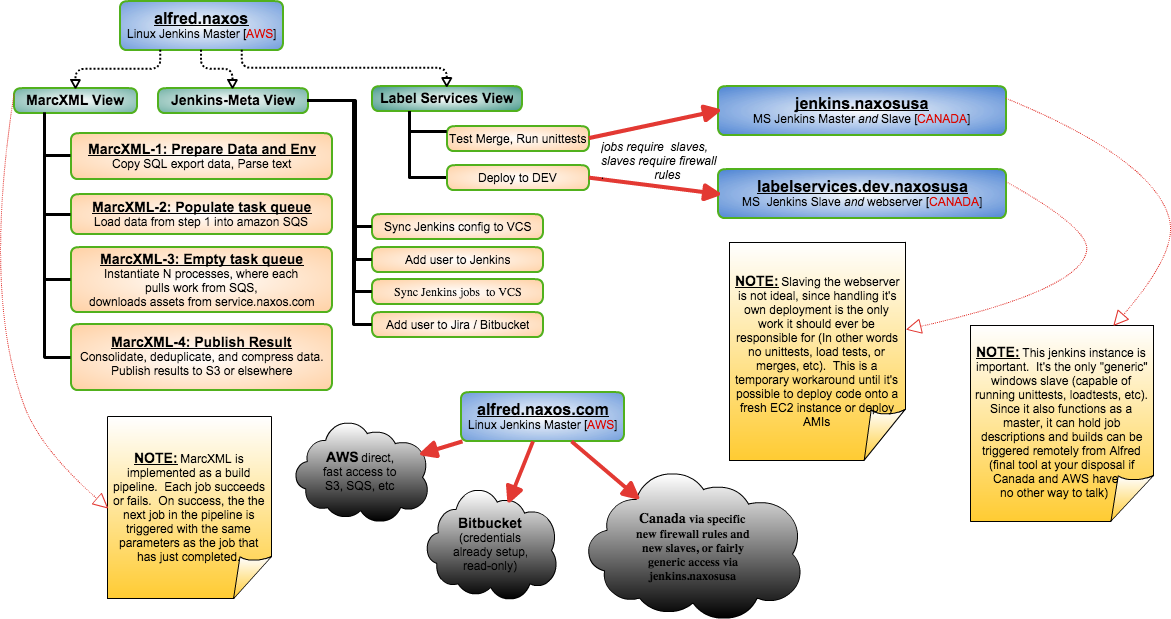 alfred.naxos
Linux Jenkins Master [AWS]
MarcXML View
Jenkins-Meta View
Label Services View
MarcXML-1: Prepare Data and Env
Copy SQL export data, Parse text
MarcXML-2: Populate task queue
Load data from step 1 into amazon SQS
MarcXML-3: Empty task queue
Instantiate N processes, where each
pulls work from SQS,
downloads assets from service.naxos.com
MarcXML-4: Publish Result
Consolidate, deduplicate, and compress data.
Publish results to S3 or elsewhere
Sync Jenkins config to VCS
Add user to Jenkins
Sync Jenkins jobs to VCS
Add user to Jira / Bitbucket
Test Merge, Run unittests
Deploy to DEV
jobs require slaves,
slaves require firewall
rules
jenkins.naxosusa
MS Jenkins Master and Slave [CANADA]
labelservices.dev.naxosusa
MS Jenkins Slave and webserver [CANADA]
NOTE: Slaving the webserver
is not ideal, since handling it's
own deployment is the only
work it should ever be
responsible for (In other words
no unittests, load tests, or
merges, etc). This is a
temporary workaround until it's
possible to deploy code onto a
fresh EC2 instance or deploy
AMIs
NOTE: This jenkins instance is
important. It's the only "generic"
windows slave (capable of
running unittests, loadtests, etc).
Since it also functions as a
master, it can hold job
descriptions and builds can be
triggered remotely from Alfred
(final tool at your disposal if
Canada and AWS have
no other way to talk)
NOTE: MarcXML is
implemented as a build
pipeline. Each job succeeds
or fails. On success, the the
next job in the pipeline is
triggered with the same
parameters as the job that
has just completed.
alfred.naxos.com
Linux Jenkins Master [AWS]
AWS direct,
fast access to
S3, SQS, etc
Bitbucket
(credentials
already setup,
read-only)
Canada via specific
new firewall rules and
new slaves, or fairly
generic access via
jenkins.naxosusa